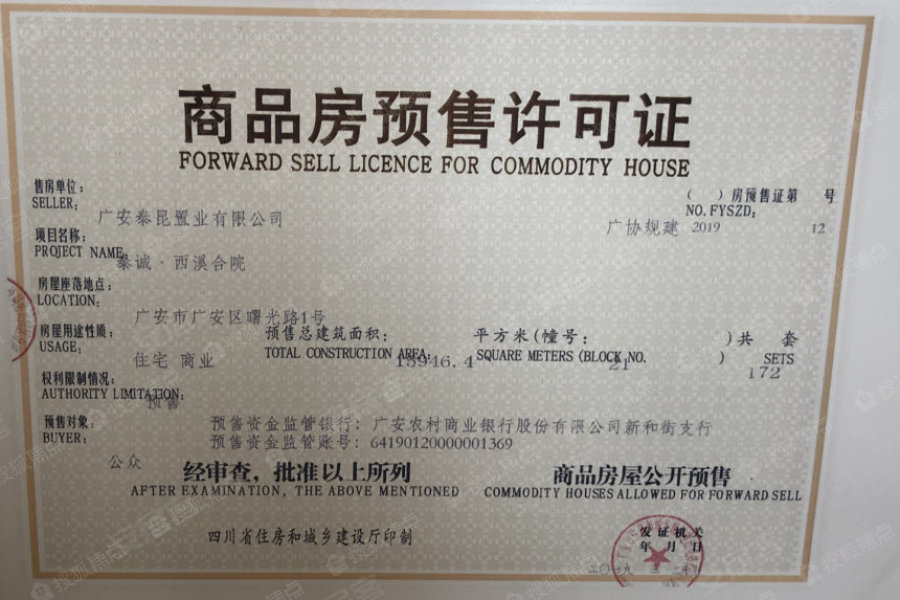 商品房预售许可证
FORWARD SELL LICENCE FOR COMMODITY HOUSE
售房单位：
SELLER;
广安泰昆置业有限公司
（ ）房预售证第 号
NO.FYSZD;
广协规建 2019 12
项目名称：
PROJECT NAME
泰诚·西溪合院
房屋座落地点：
LOCATION;
广安市广安区曙光路1号
房屋用途性质：
USAGE;
住宅 商业
预售总建筑面积： 平方米(幢号： )共 套
TOTAL CONSTRUCTION AREA; SQUARE METERS (BLOCK NO. ) SETS
15946.4 21 172
权利限制情况：
AUTHORITY LIMITATION;
预售
预售对象：
BUYER;
公众
预售资金监管银行：广安农村商业银行股份有限公司新和街支行
预售资金监管账号：64190120000001369
经审查，批准以上所列 商品房屋公开预售
AFTER EXAMINATION, THE ABOVE MENTIONED COMMODITY HOUSES ALLOWED FOR FORWARD SELL
四川省住房和城乡建设厅印制
发证机关
年 月 日